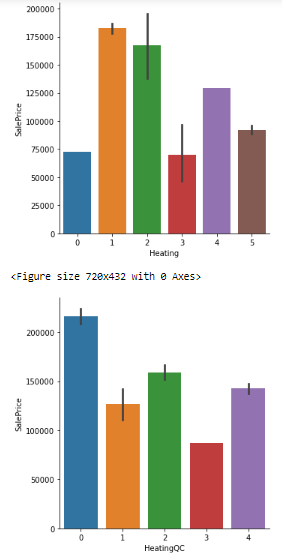 200000
175000
150000
125000
100000
75000
50000
25000
0
SalePrice
0 1 2 3 4 5
Heating
<Figure size 720x432 with 0 Axes>
200000
150000
100000
50000
0
SalePrice
0 1 2 3 4
HeatingQC